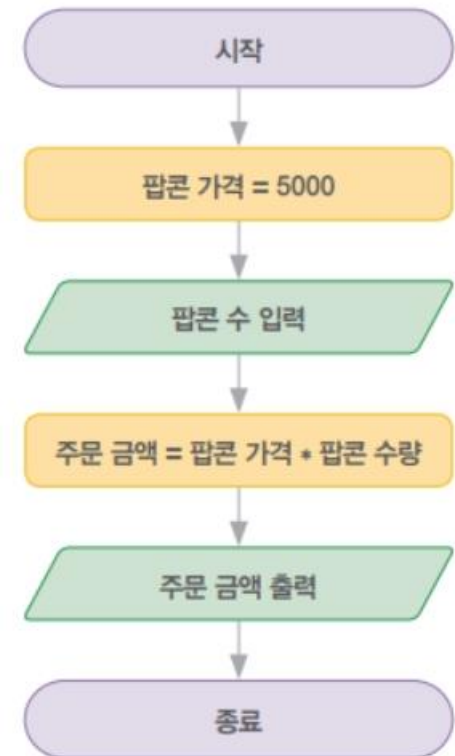 시작
팝콘 가격 = 5000
팝콘 수 입력
주문 금액 = 팝콘 가격 * 팝콘 수량
주문 금액 출력
종료